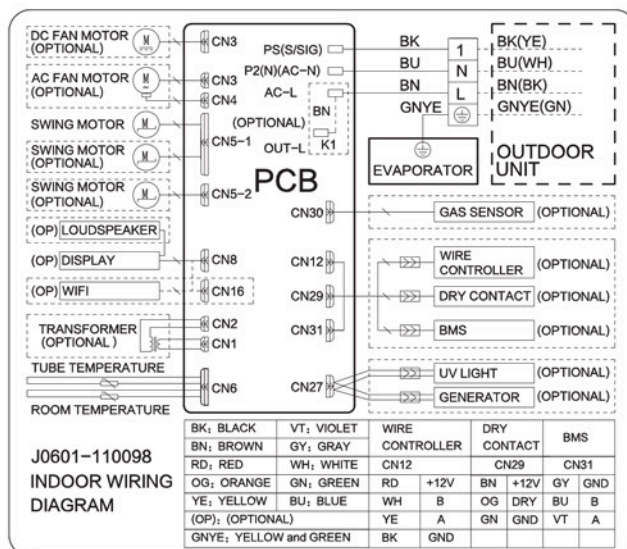 DC FAN MOTOR
(OPTIONAL)
M
CN3
AC FAN MOTOR
(OPTIONAL)
M
CN3
CN4
SWING MOTOR
M
CN5-1
SWING MOTOR
(OPTIONAL)
M
SWING MOTOR
(OPTIONAL)
M
CN5-2
(OP) LOUDSPEAKER
(OP) DISPLAY
CN8
(OP) WIFI
CN16
TRANSFORMER
(OPTIONAL)
CN2
CN1
TUBE TEMPERATURE
CN6
ROOM TEMPERATURE
PCB
PS(S/SIG)
BK
1
BK(YE)
P2(N)(AC-N)
BU
N
BU(WH)
AC-L
BN
L
BN(BK)
GNYE
GNYE(GN)
BN
(OPTIONAL)
OUT-L
K1
EVAPORATOR
OUTDOOR
UNIT
CN30
GAS SENSOR (OPTIONAL)
CN12
WIRE
CONTROLLER (OPTIONAL)
CN29
DRY CONTACT (OPTIONAL)
CN31
BMS (OPTIONAL)
CN27
UV LIGHT (OPTIONAL)
GENERATOR (OPTIONAL)
J0601-110098
INDOOR WIRING
DIAGRAM
BK: BLACK VT: VIOLET WIRE CONTROLLER DRY CONTACT BMS
BN: BROWN GY: GRAY
RD: RED WH: WHITE CN12 CN29 CN31
OG: ORANGE GN: GREEN RD +12V BN +12V GY GND
YE: YELLOW BU: BLUE WH B OG DRY BU B
(OP): (OPTIONAL) YE A GN GND VT A
GNYE: YELLOW and GREEN BK GND